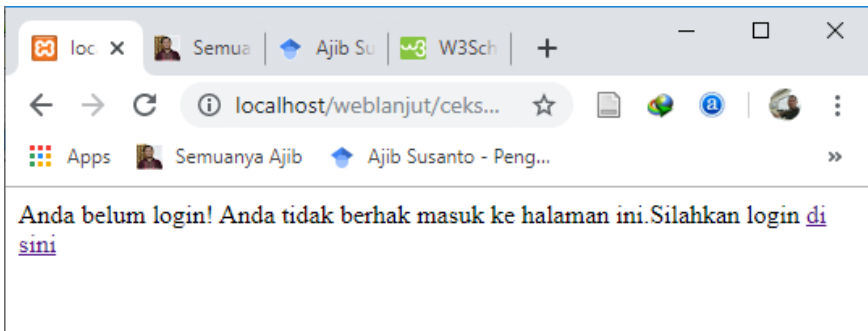 loc
Semua
Ajib Su
W3Sch
localhost/weblanjut/ceks...
Apps
Semuanya Ajib
Ajib Susanto - Peng...
Anda belum login! Anda tidak berhak masuk ke halaman ini.Silahkan login di
sini